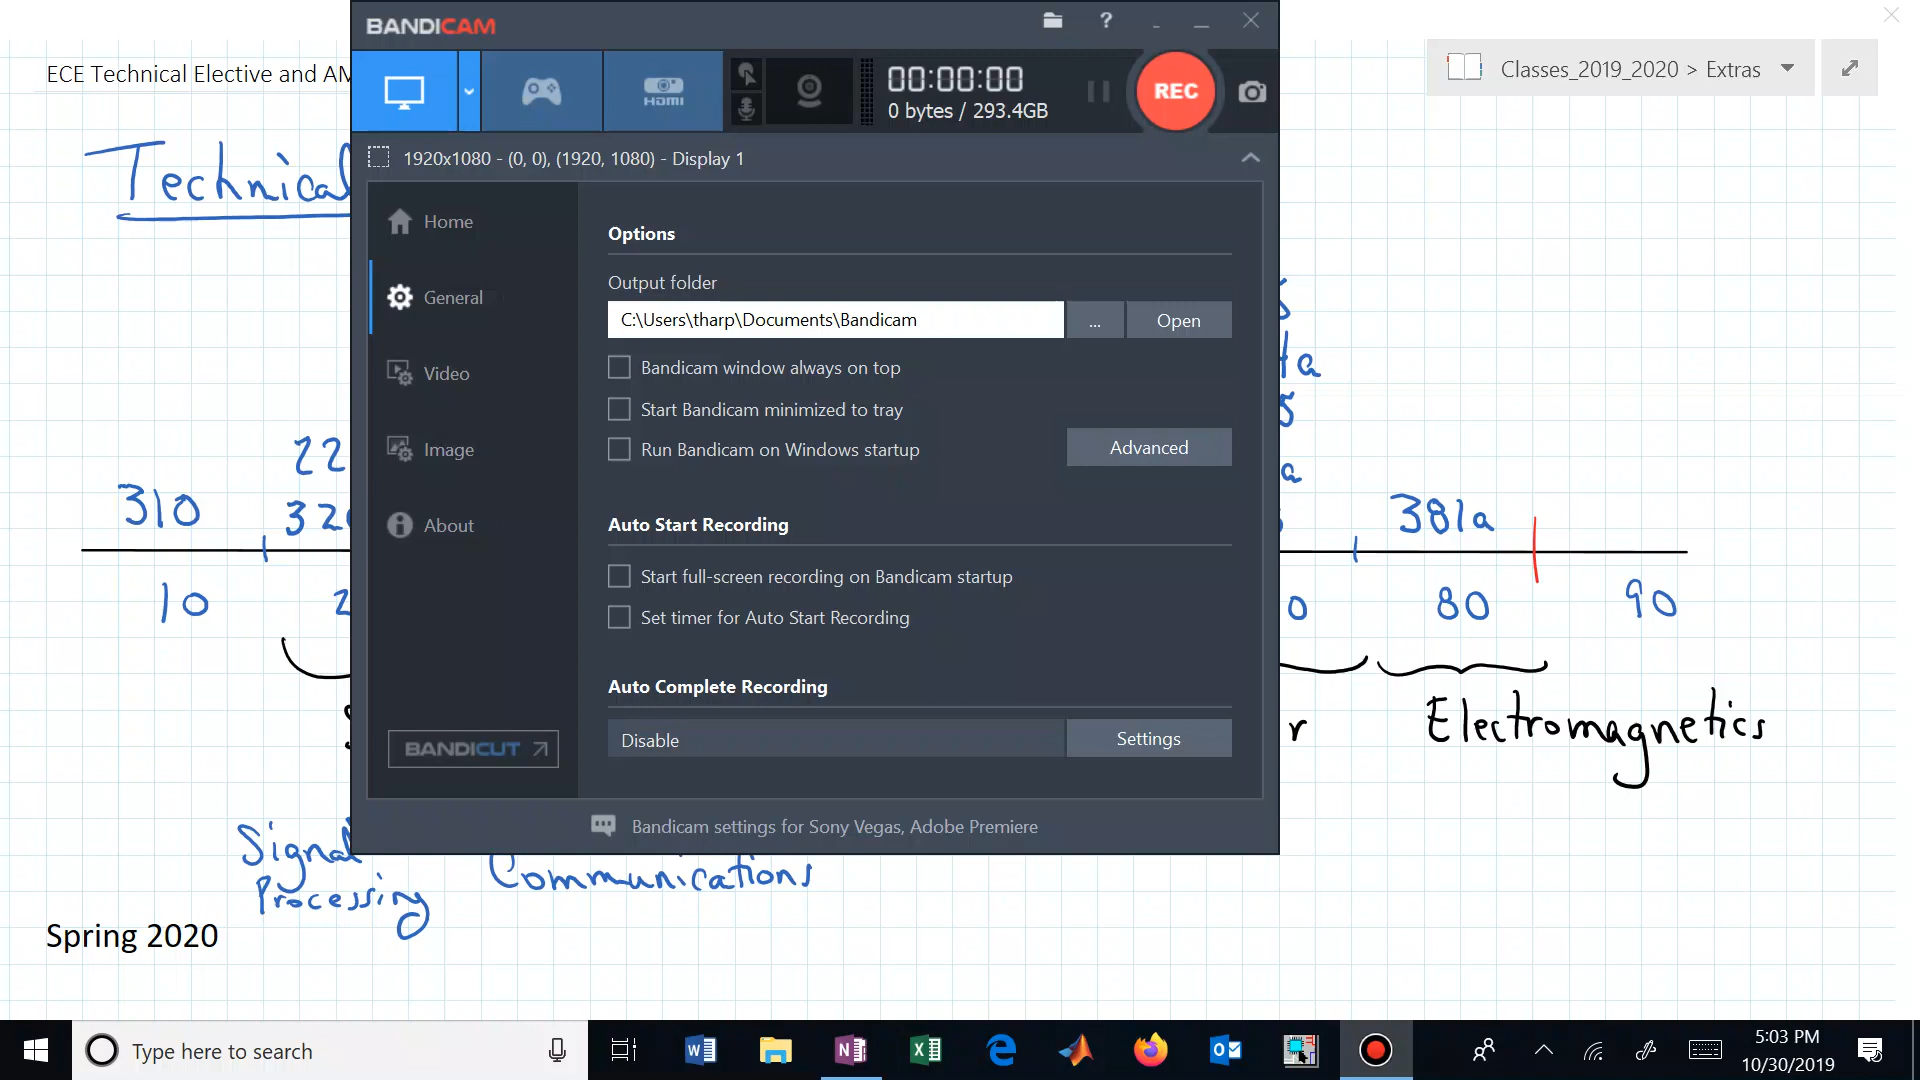 BANDICAM
?
ECE Technical Elective and AM
Classes_2019_2020 > Extras
HDMI
00:00:00
0 bytes / 293.4GB
REC
1920x1080 - (0, 0), (1920, 1080) - Display 1
Technical
Home
General
Video
Image
About
BANDICUT
Options
Output folder
C:\Users\tharp\Documents\Bandicam
...
Open
Bandicam window always on top
Start Bandicam minimized to tray
Run Bandicam on Windows startup
Advanced
Auto Start Recording
Start full-screen recording on Bandicam startup
Set timer for Auto Start Recording
Auto Complete Recording
Disable
Settings
Bandicam settings for Sony Vegas, Adobe Premiere
22
310
32
381a
10
2
0
80
90
r
Electromagnetics
Signal
Processing
Communications
Spring 2020
Type here to search
5:03 PM
10/30/2019